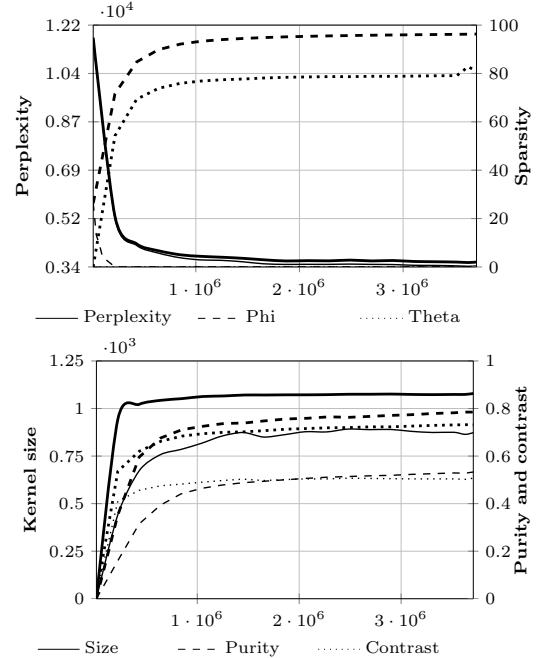 ·10^4
1.22
1.04
0.87
0.69
0.52
0.34
Perplexity
100
80
60
40
20
0
Sparsity
1 · 10^6
2 · 10^6
3 · 10^6
Perplexity Phi Theta
·10^3
1.25
1
0.75
0.5
0.25
0
Kernel size
1
0.8
0.6
0.4
0.2
0
Purity and contrast
1 · 10^6
2 · 10^6
3 · 10^6
Size Purity Contrast